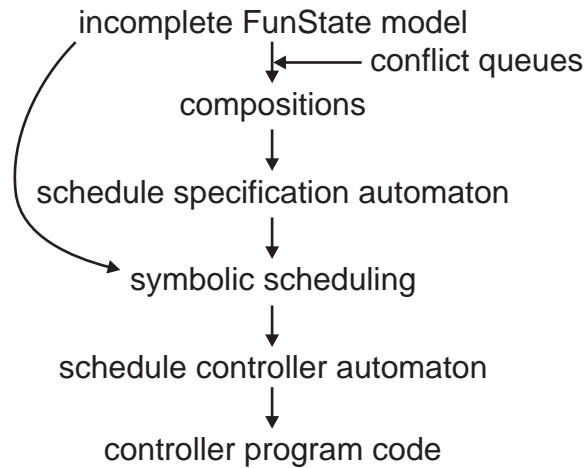 incomplete FunState model
conflict queues
compositions
schedule specification automaton
symbolic scheduling
schedule controller automaton
controller program code